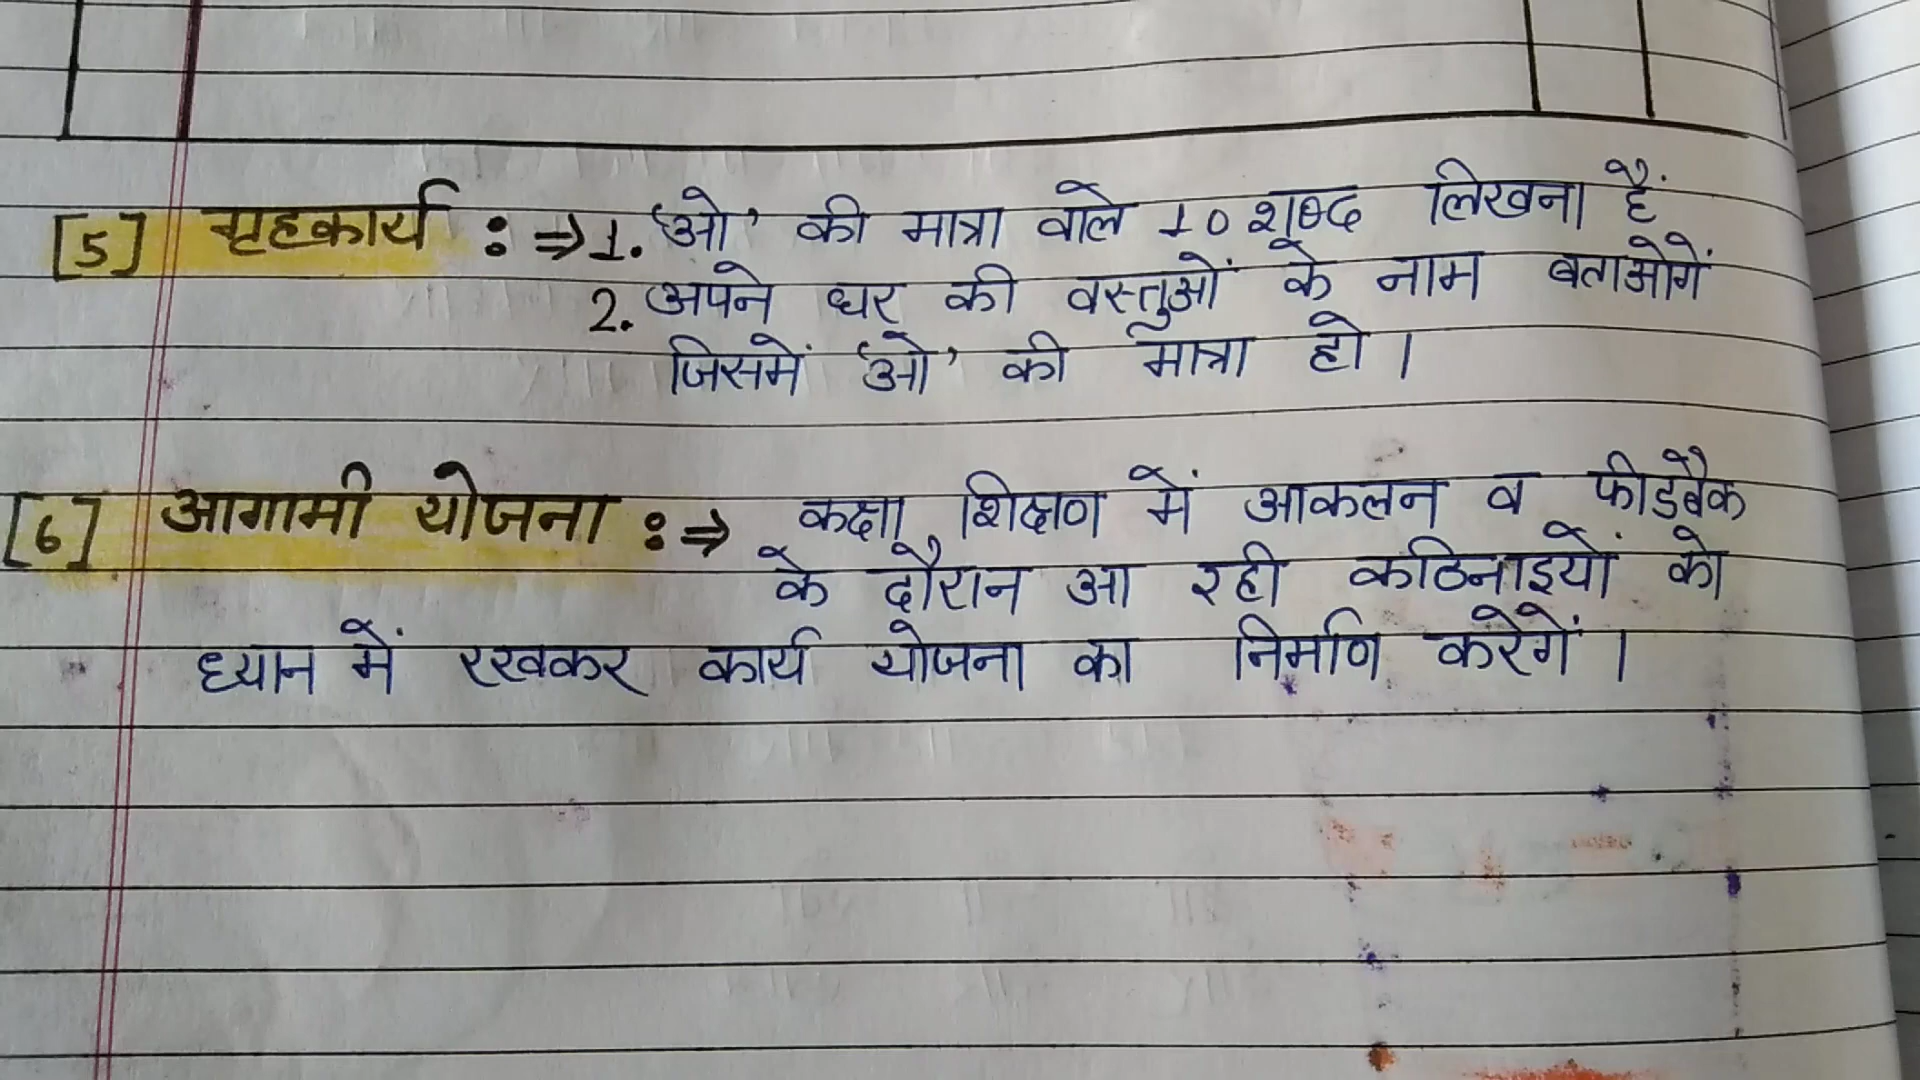 [5] गृहकार्य :⇒ 1. 'ओ' की मात्रा वाले 10 शब्द लिखना हैं
2. अपने घर की वस्तुओं के नाम बताओगें
जिसमें 'ओ' की मात्रा हो।
[6] आगामी योजना :⇒ कक्षा शिक्षण में आकलन व फीडबैक
के दौरान आ रही कठिनाइयों को
ध्यान में रखकर कार्य योजना का निर्माण करेगें।